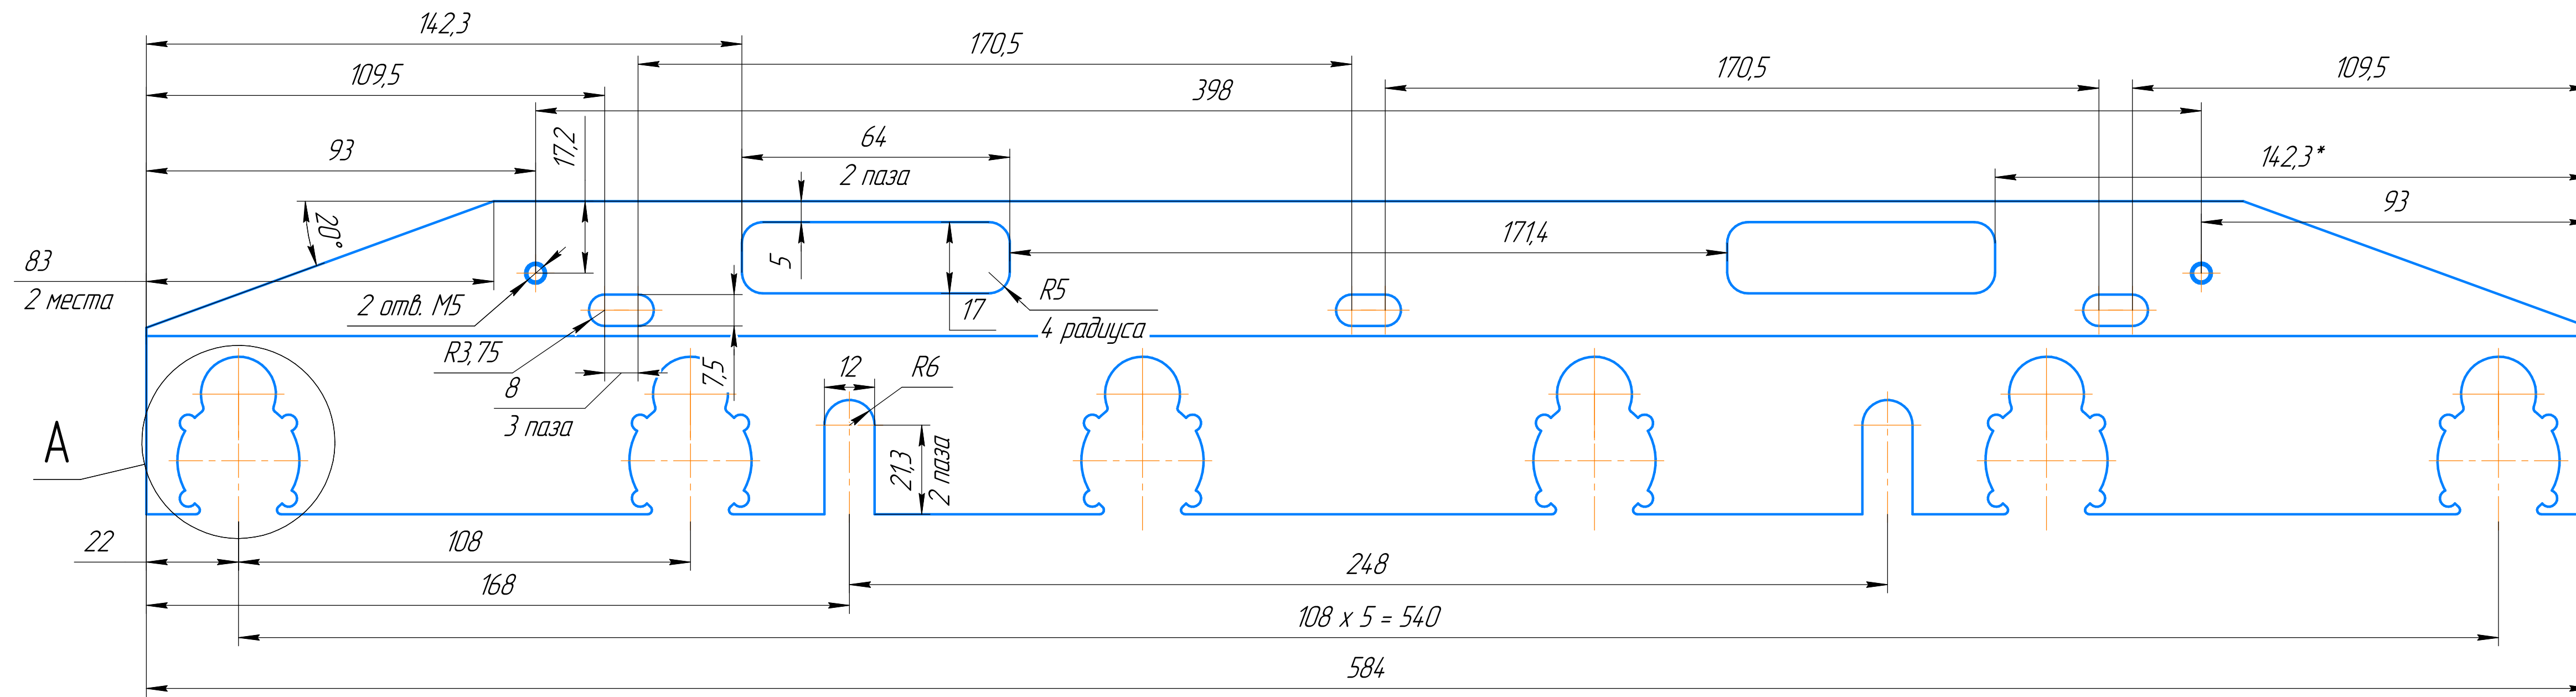 142,3
170,5
109,5
398
170,5
109,5
93
17,2
64
2 паза
142,3*
93
20°
171,4
5
83
2 места
2 отв. М5
17
R5
4 радиуса
R3,75
8
3 паза
7,5
12
R6
А
21,3
2 паза
22
108
248
168
108 x 5 = 540
584